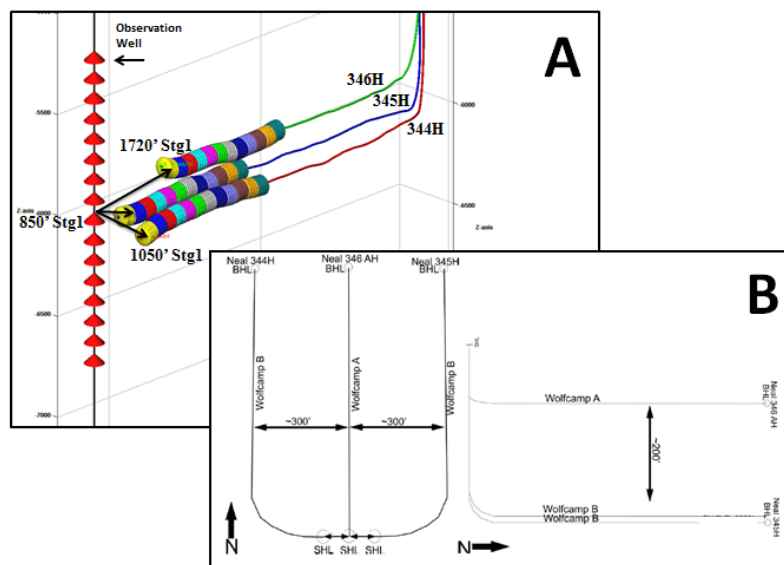 A
Observation
Well
-5500
-6000
-6500
-7000
Z-axis
-6000
-6500
Z-axis
346H
345H
344H
1720’ Stg1
850’ Stg1
1050’ Stg1
B
Neal 344H
BHL
Neal 346 AH
BHL
Neal 345H
BHL
Wolfcamp B
Wolfcamp A
Wolfcamp B
~300'
~300'
N
SHL
SHL
SHL
SHL
Wolfcamp A
Neal 346 AH
BHL
~200'
Wolfcamp B
Wolfcamp B
Neal 345H
BHL
N